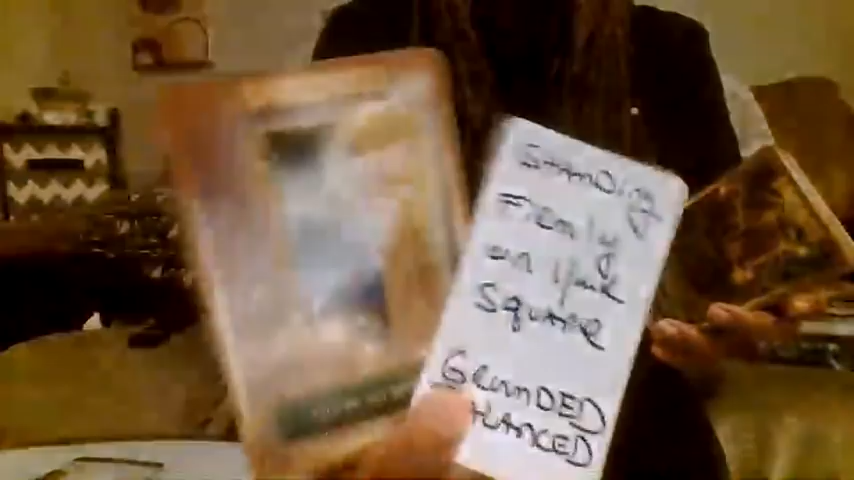 STANDing
Firmly
on your
SQUARE
GROUNDED
BALANCED